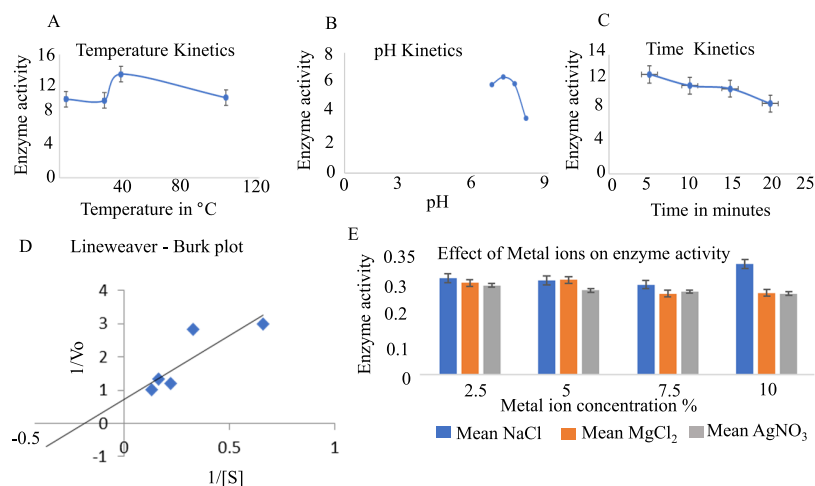 A
Temperature Kinetics
Enzyme activity
16
12
8
4
0
0
40
80
120
Temperature in °C
B
pH Kinetics
Enzyme activity
8
6
4
2
0
0
3
6
9
pH
C
Time Kinetics
Enzyme activity
14
12
8
4
0
0
5
10
15
20
25
Time in minutes
D
Lineweaver - Burk plot
1/Vo
4
3
2
1
0
-1
-0.5
0
0.5
1
1/[S]
E
Effect of Metal ions on enzyme activity
Enzyme activity
0.35
0.3
0.2
0.1
0
2.5
5
7.5
10
Metal ion concentration %
Mean NaCl
Mean MgCl₂
Mean AgNO₃